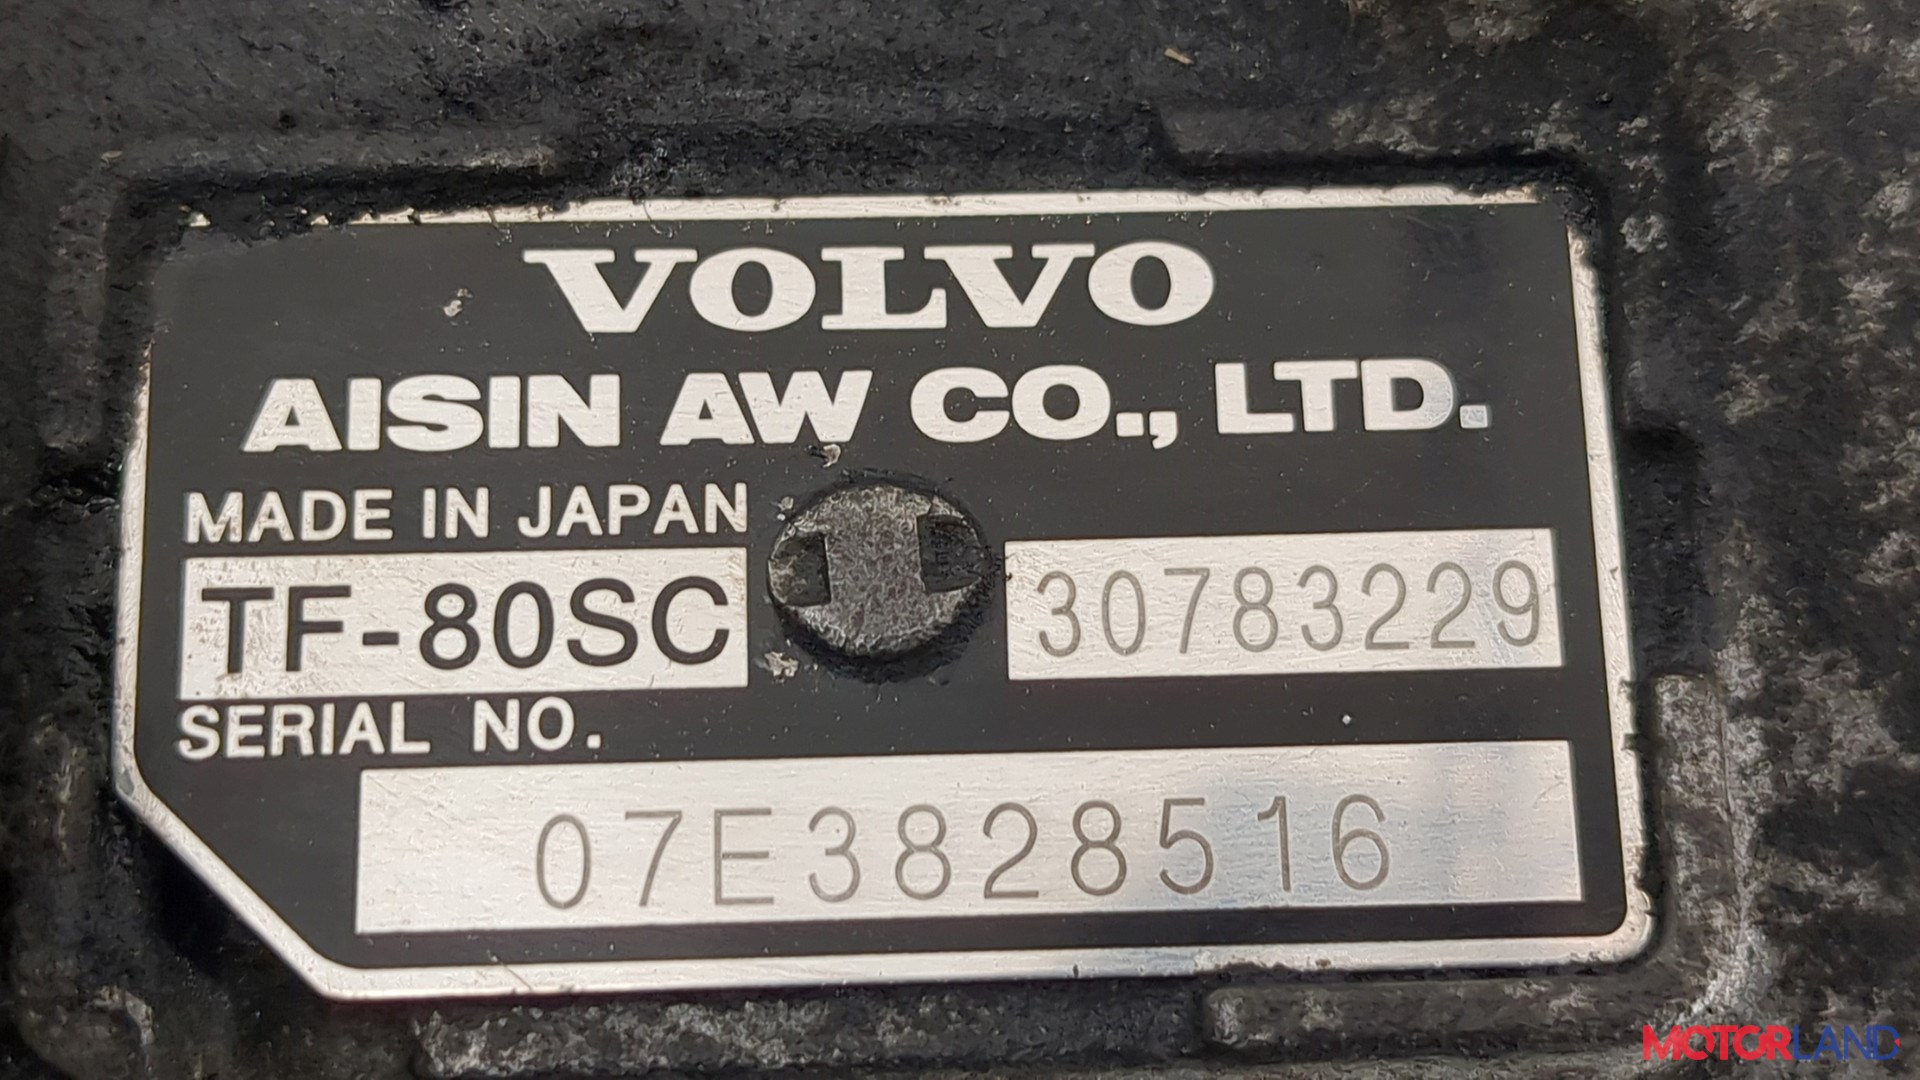 VOLVO
AISIN AW CO., LTD.
MADE IN JAPAN
TF-80SC 30783229
SERIAL NO.
07E3828516
MOTORLAND